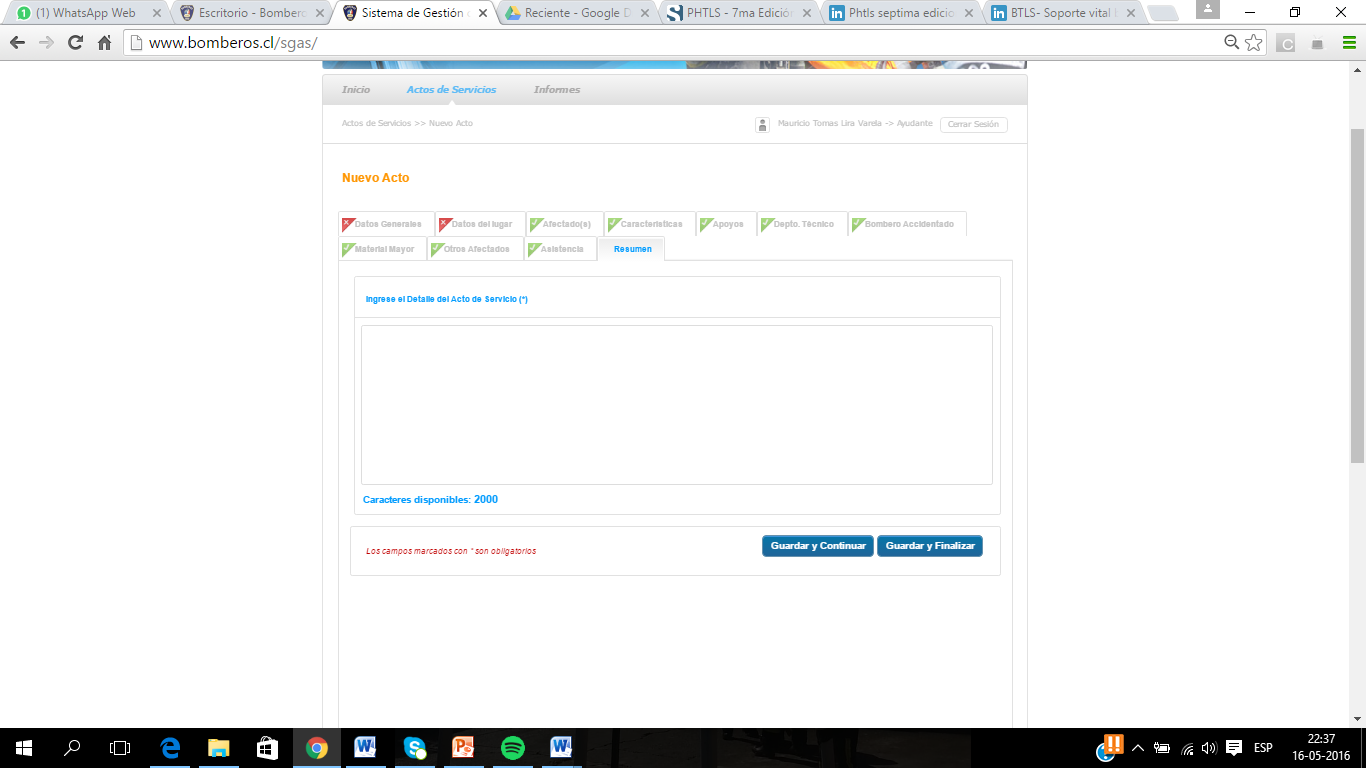 (1) WhatsApp Web
Escritorio - Bombero
Sistema de Gestión
Reciente - Google D
PHTLS - 7ma Edición
Phtls septima edicio
BTLS- Soporte vital
www.bomberos.cl/sgas/
Inicio
Actos de Servicios
Informes
Actos de Servicios >> Nuevo Acto
Mauricio Tomas Lira Varela -> Ayudante
Cerrar Sesión
Nuevo Acto
Datos Generales
Datos del lugar
Afectado(s)
Características
Apoyos
Depto. Técnico
Bombero Accidentado
Material Mayor
Otros Afectados
Asistencia
Resumen
Ingrese el Detalle del Acto de Servicio (*)
Caracteres disponibles: 2000
Los campos marcados con * son obligatorios
Guardar y Continuar
Guardar y Finalizar
ESP
22:37
16-05-2016